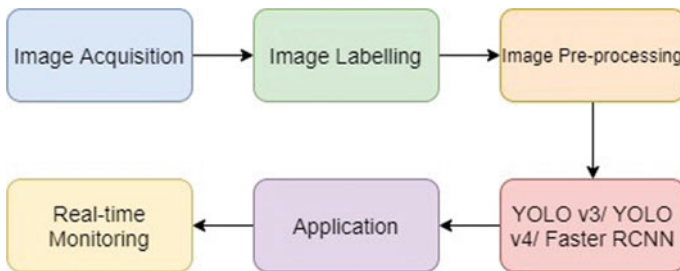 Image Acquisition
Image Labelling
Image Pre-processing
YOLO v3/ YOLO
v4/ Faster RCNN
Application
Real-time
Monitoring